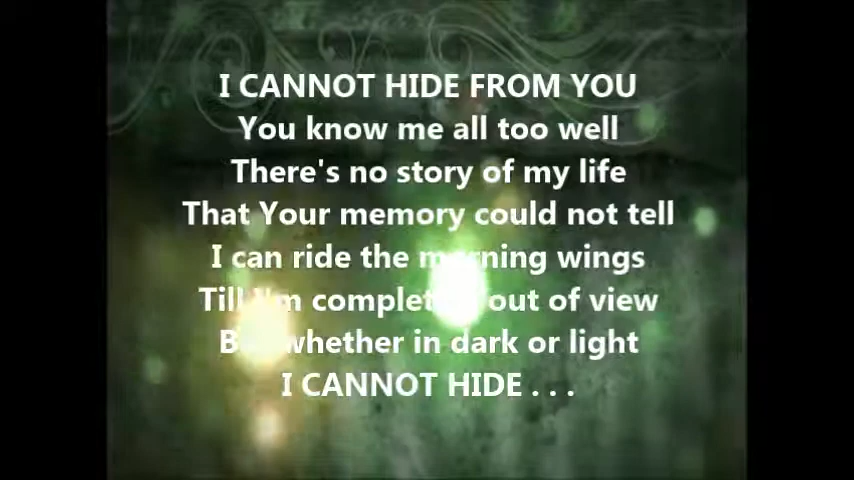 I CANNOT HIDE FROM YOU
You know me all too well
There's no story of my life
That Your memory could not tell
I can ride the morning wings
Till I'm completely out of view
But whether in dark or light
I CANNOT HIDE . . .